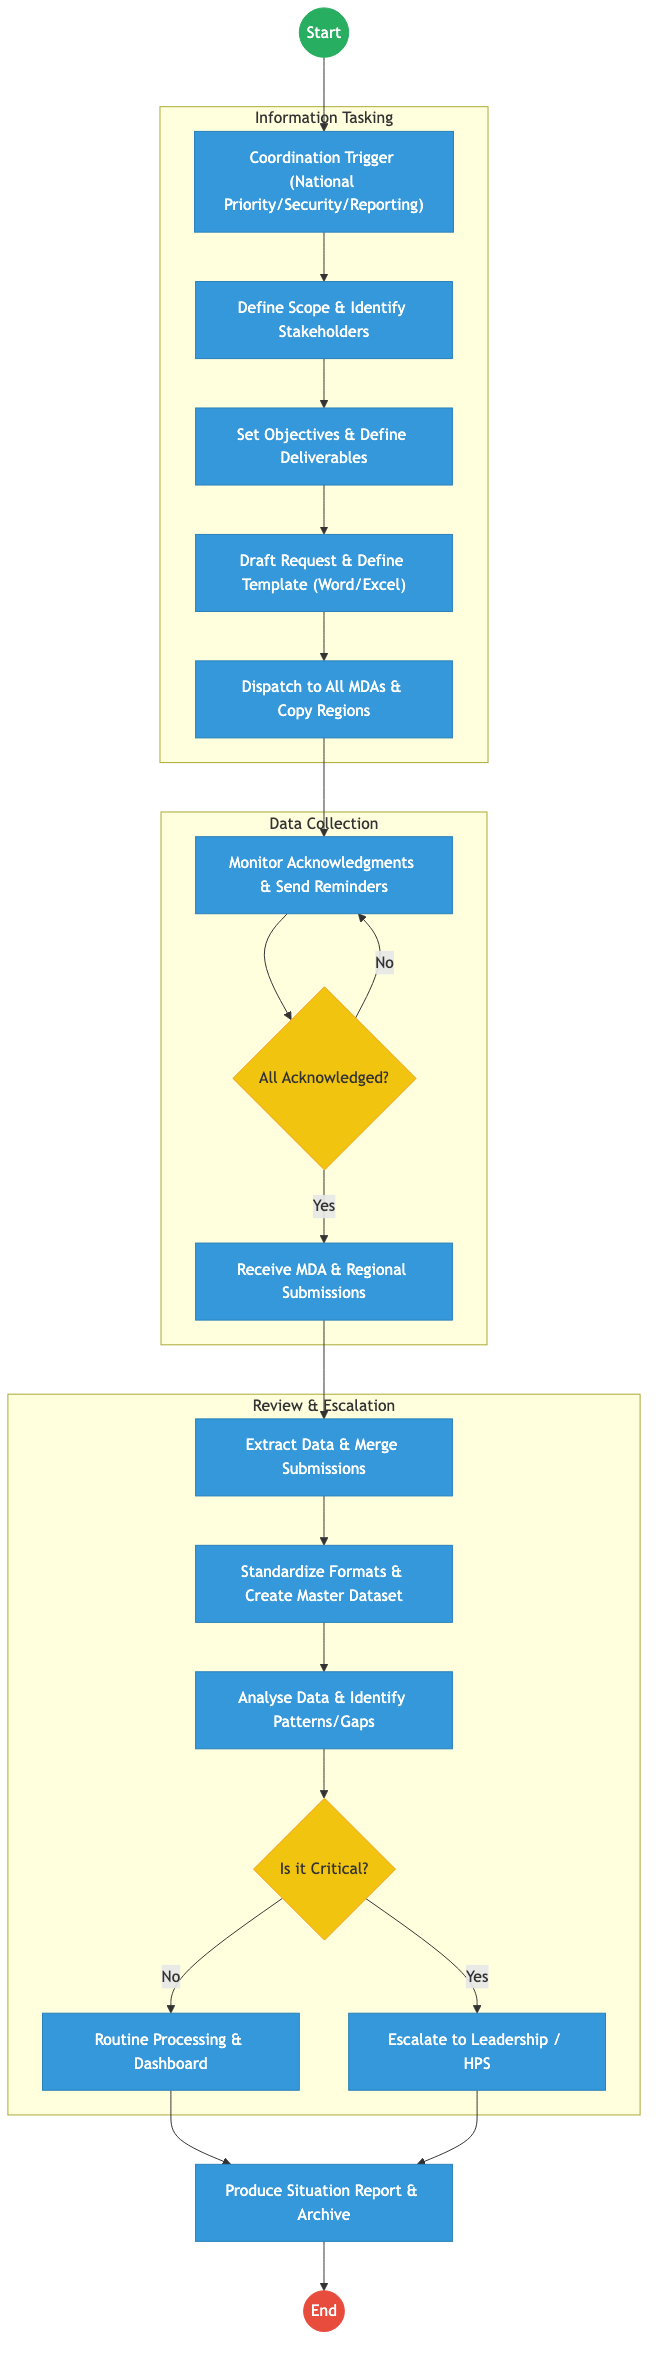 Start
Information Tasking
Coordination Trigger
(National
Priority/Security/Reporting)
Define Scope & Identify
Stakeholders
Set Objectives & Define
Deliverables
Draft Request & Define
Template (Word/Excel)
Dispatch to All MDAs &
Copy Regions
Data Collection
Monitor Acknowledgments
& Send Reminders
No
All Acknowledged?
Yes
Receive MDA & Regional
Submissions
Review & Escalation
Extract Data & Merge
Submissions
Standardize Formats &
Create Master Dataset
Analyse Data & Identify
Patterns/Gaps
Is it Critical?
No
Yes
Routine Processing &
Dashboard
Escalate to Leadership /
HPS
Produce Situation Report &
Archive
End